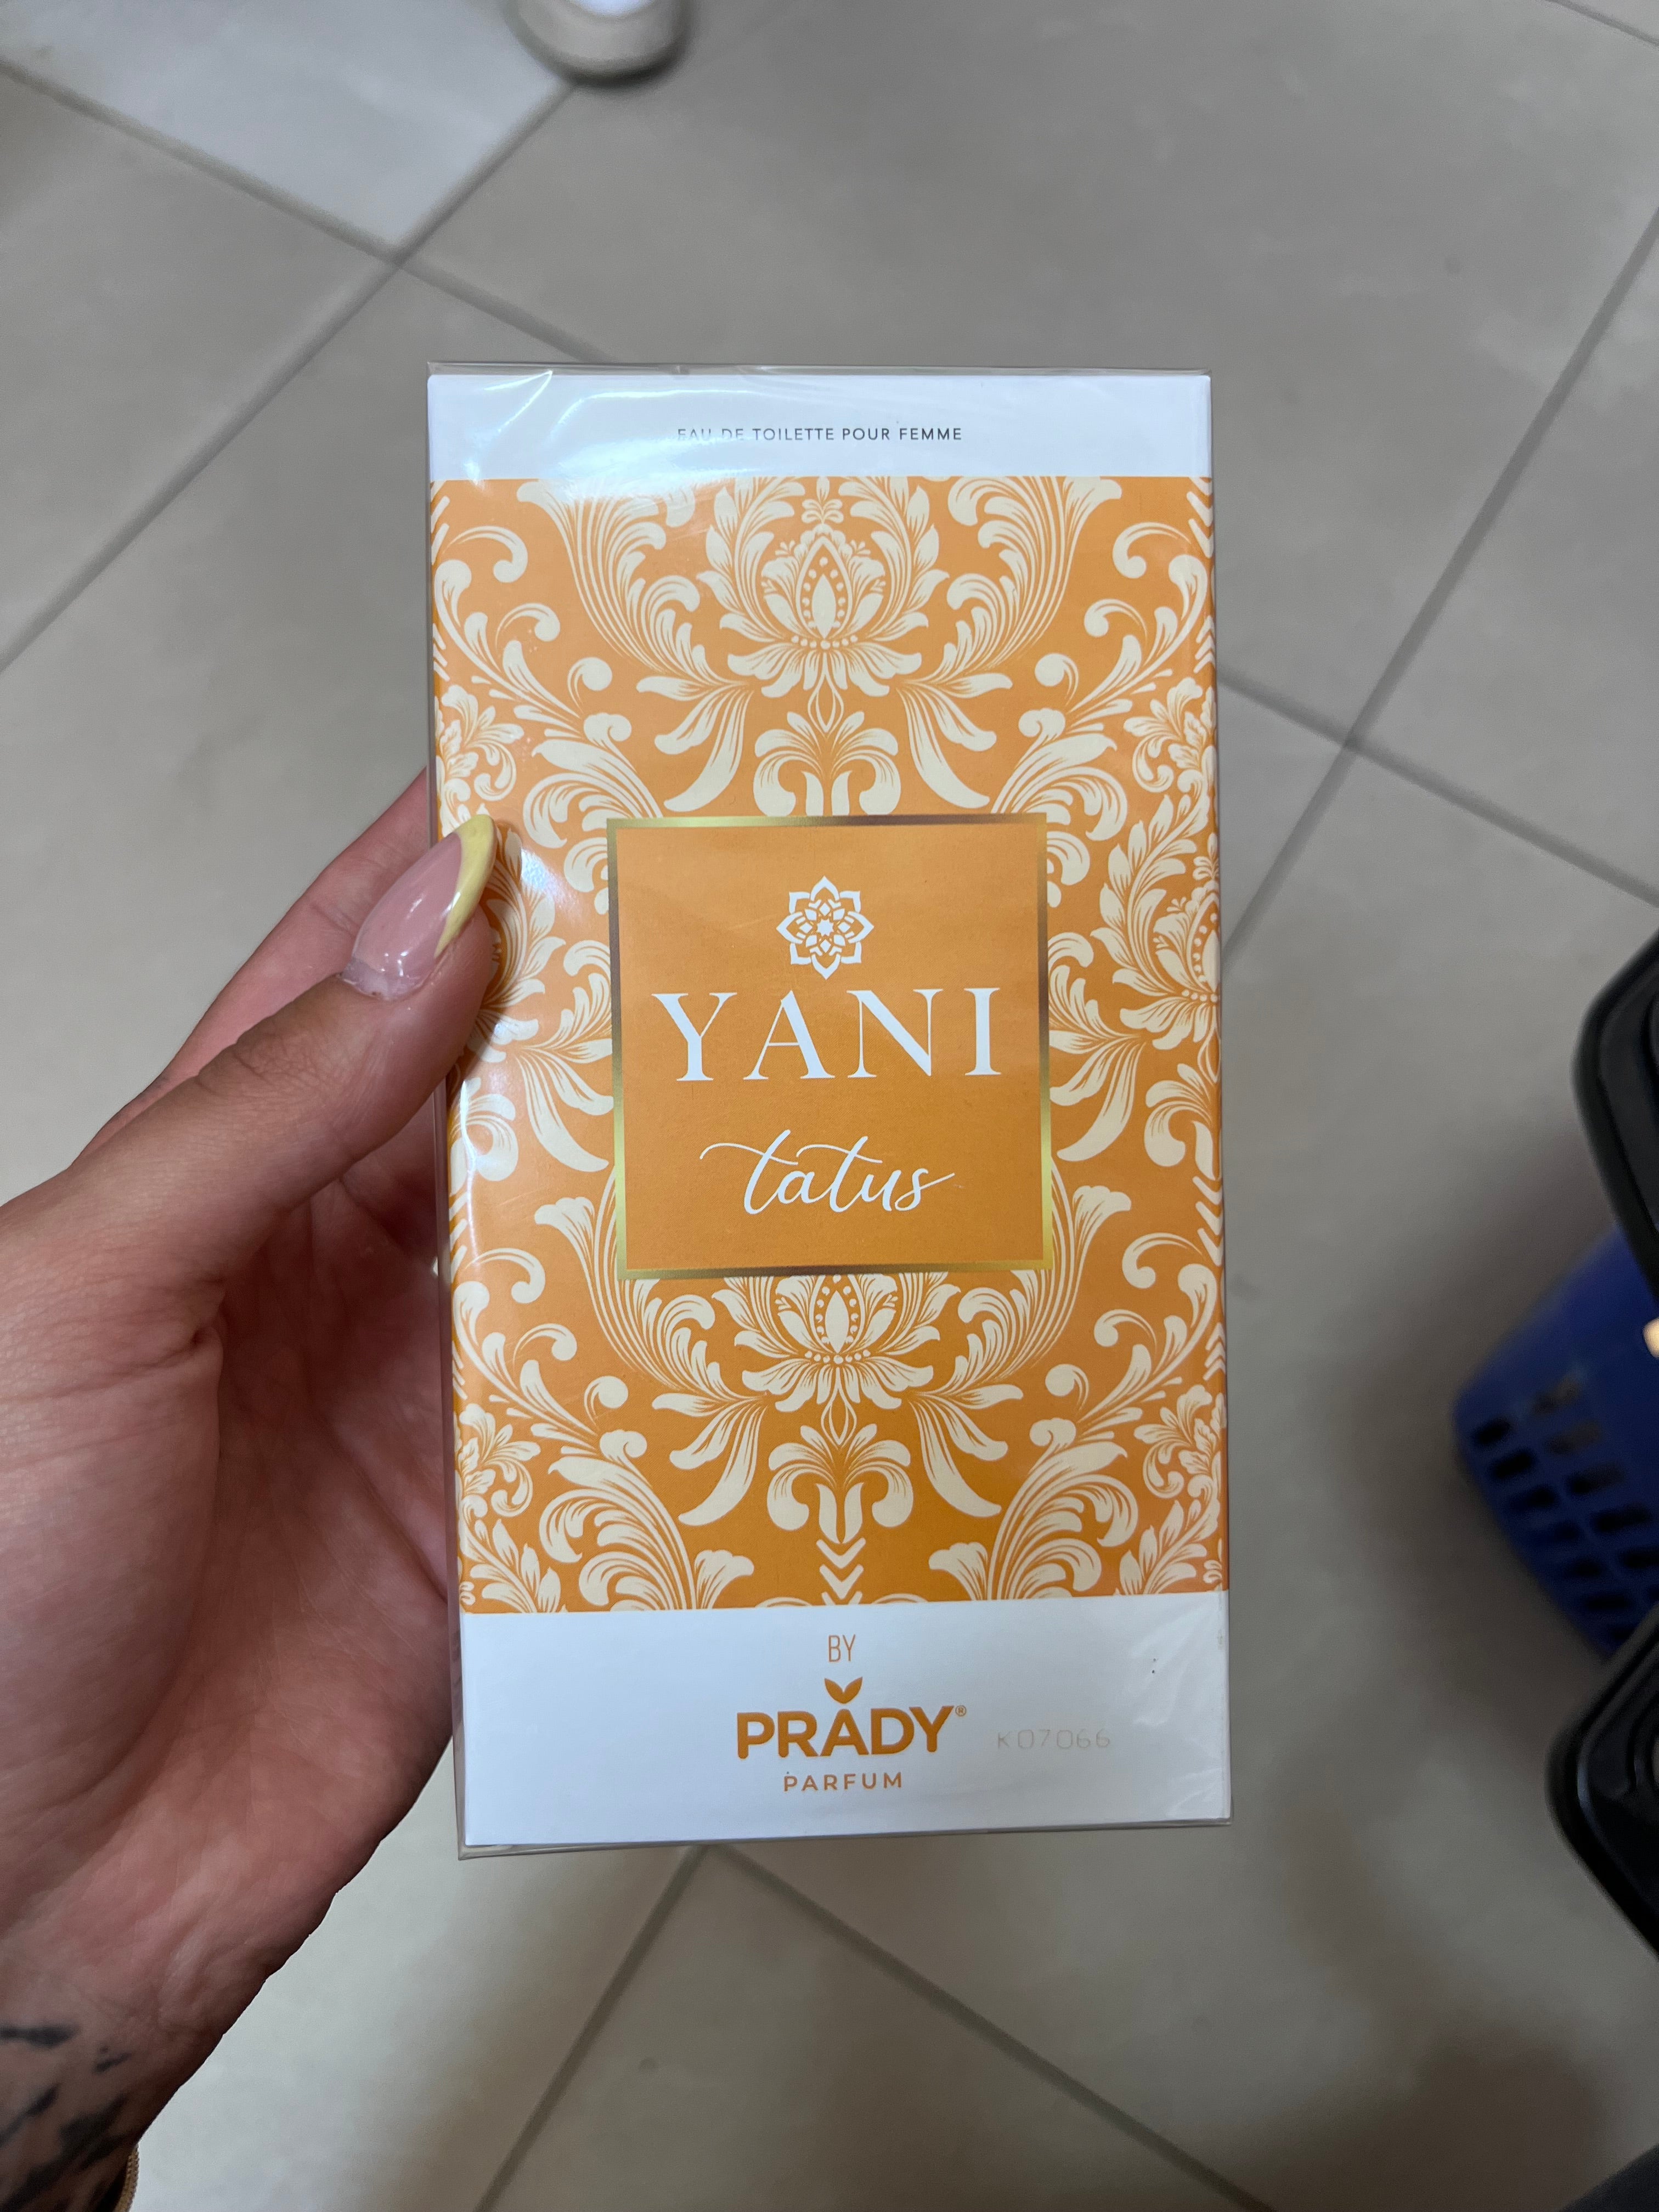 EAU DE TOILETTE POUR FEMME
YANI
tatus
BY
PRADY®
K07066
PARFUM